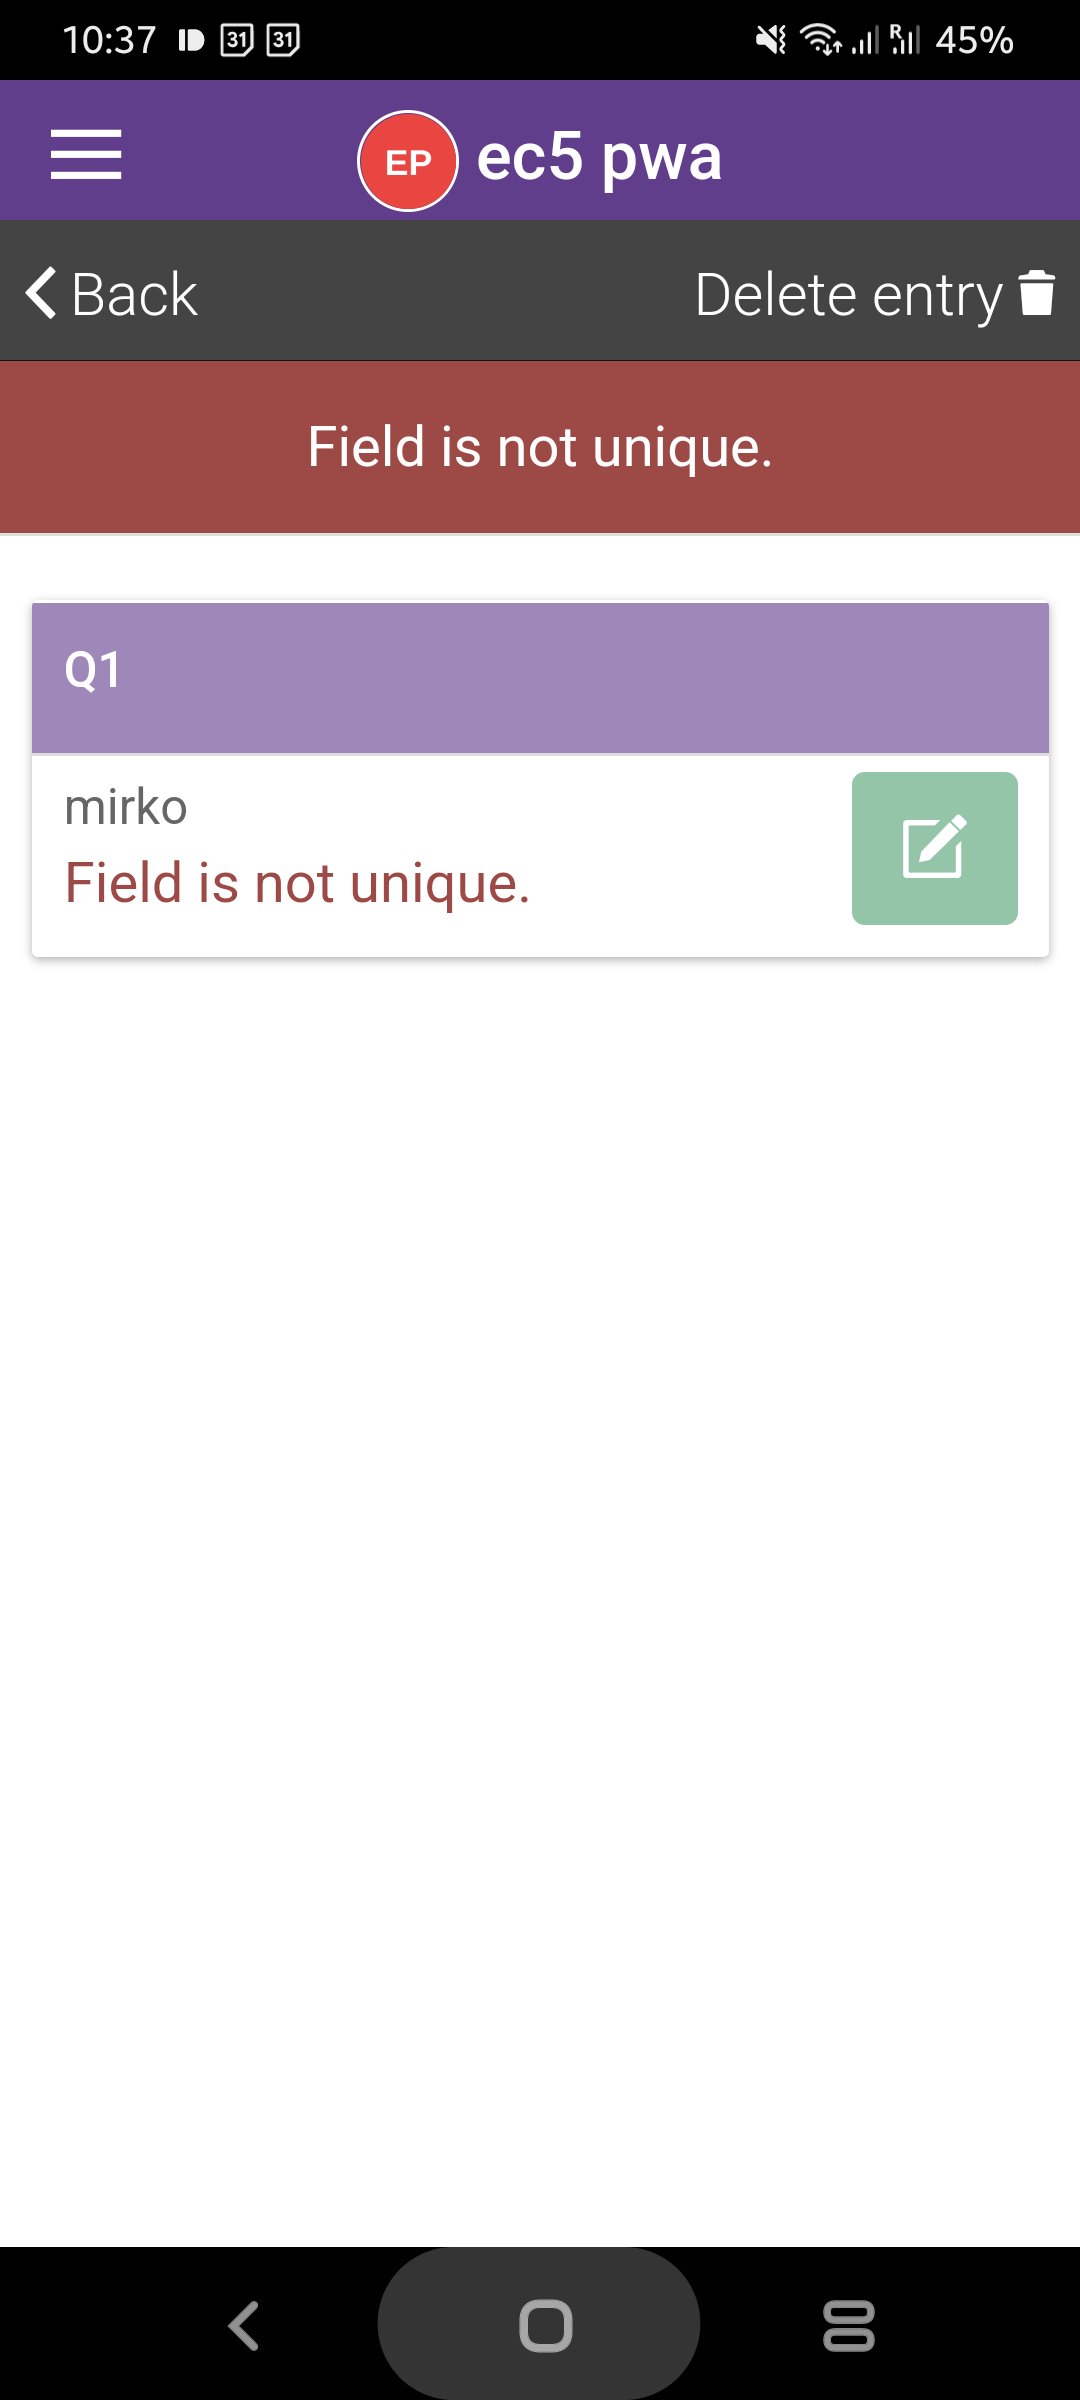 10:37 31 31 R 45%
EP ec5 pwa
Back Delete entry
Field is not unique.
Q1
mirko
Field is not unique.